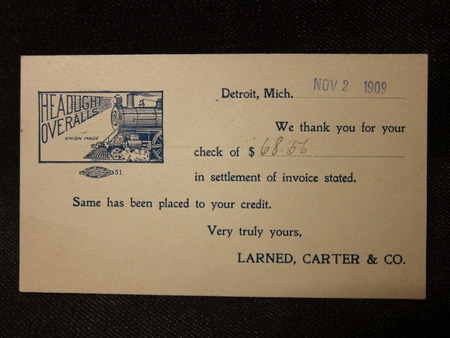 HEADLIGHT
OVERALLS
UNION MADE
31
Detroit, Mich. NOV 2 1909
We thank you for your
check of $ 68.56
in settlement of invoice stated.
Same has been placed to your credit.
Very truly yours,
LARNED, CARTER & CO.